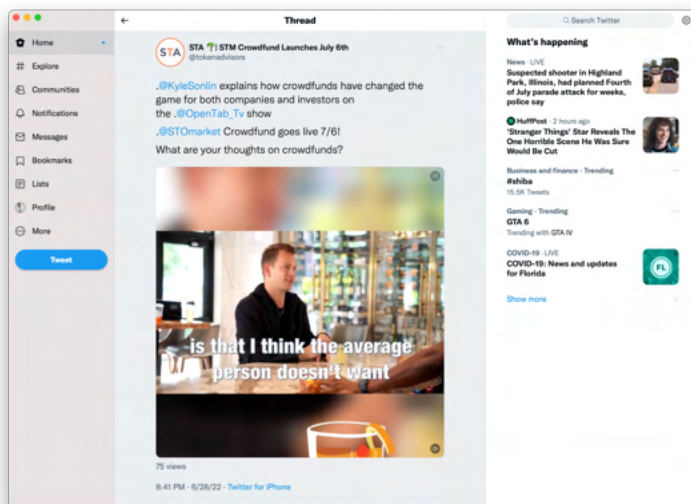 Thread
Search Twitter
Home
Explore
Communities
Notifications
Messages
Bookmarks
Lists
Profile
More
Tweet
STA
STA 🌴| STM Crowdfund Launches July 6th
@tokenadvisors
.@KyleSonlin explains how crowdfunds have changed the
game for both companies and investors on
the .@OpenTab_Tv show
.@STOmarket Crowdfund goes live 7/6!
What are your thoughts on crowdfunds?
is that I think the average
person doesn't want
75 views
8:41 PM · 6/28/22 · Twitter for iPhone
What's happening
News · LIVE
Suspected shooter in Highland
Park, Illinois, had planned Fourth
of July parade attack for weeks,
police say
HuffPost · 2 hours ago
'Stranger Things' Star Reveals The
One Horrible Scene He Was Sure
Would Be Cut
Business and finance · Trending
#shiba
15.5K Tweets
Gaming · Trending
GTA 6
Trending with GTA IV
COVID-19 · LIVE
COVID-19: News and updates
for Florida
FL
Show more